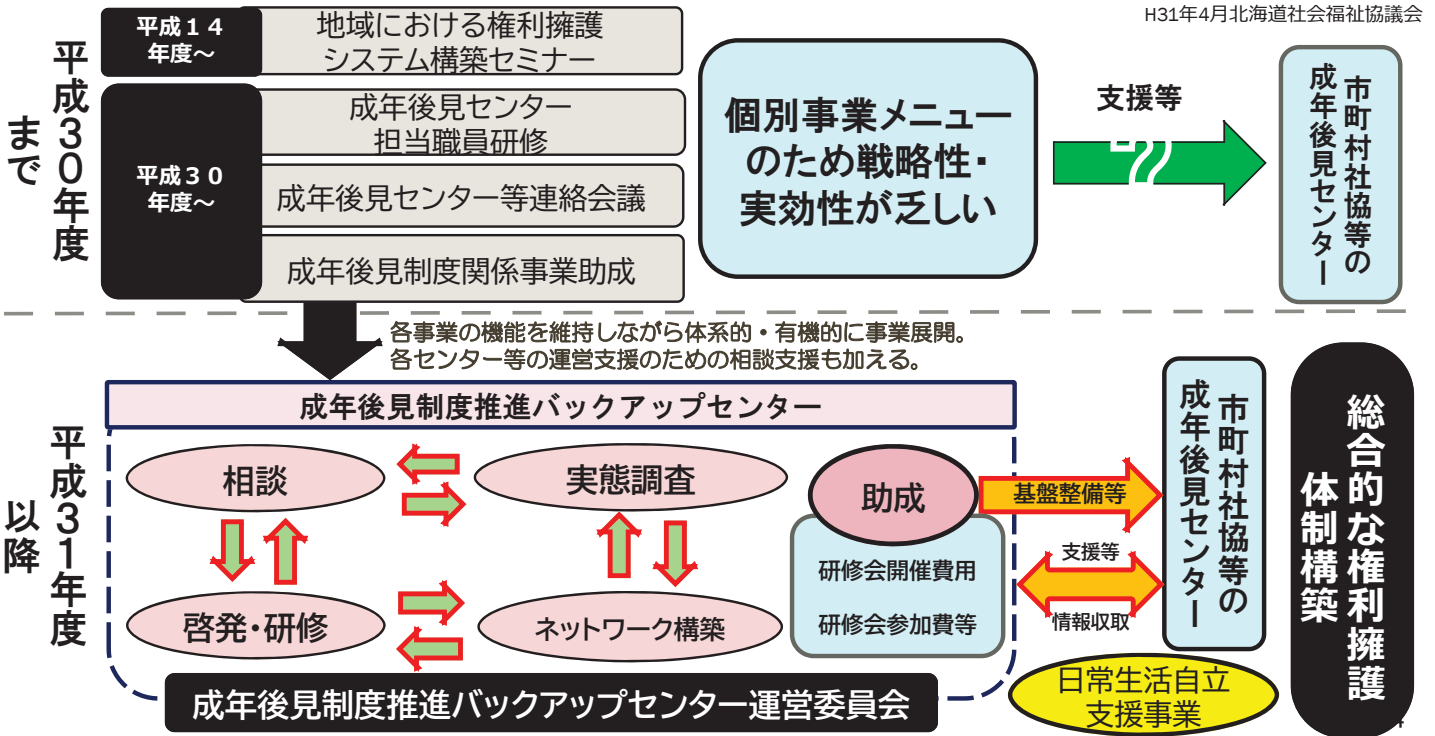 H31年4月北海道社会福祉協議会
平成30年度
まで
平成14
年度～
地域における権利擁護
システム構築セミナー
平成30
年度～
成年後見センター
担当職員研修
成年後見センター等連絡会議
成年後見制度関係事業助成
個別事業メニュー
のため戦略性・
実効性が乏しい
支援等
市町村社協等の
成年後見センター
各事業の機能を維持しながら体系的・有機的に事業展開。
各センター等の運営支援のための相談支援も加える。
平成31年度
以降
成年後見制度推進バックアップセンター
相談
実態調査
啓発・研修
ネットワーク構築
助成
研修会開催費用
研修会参加費等
基盤整備等
支援等
情報収取
市町村社協等の
成年後見センター
日常生活自立
支援事業
成年後見制度推進バックアップセンター運営委員会
総合的な権利擁護
体制構築
4